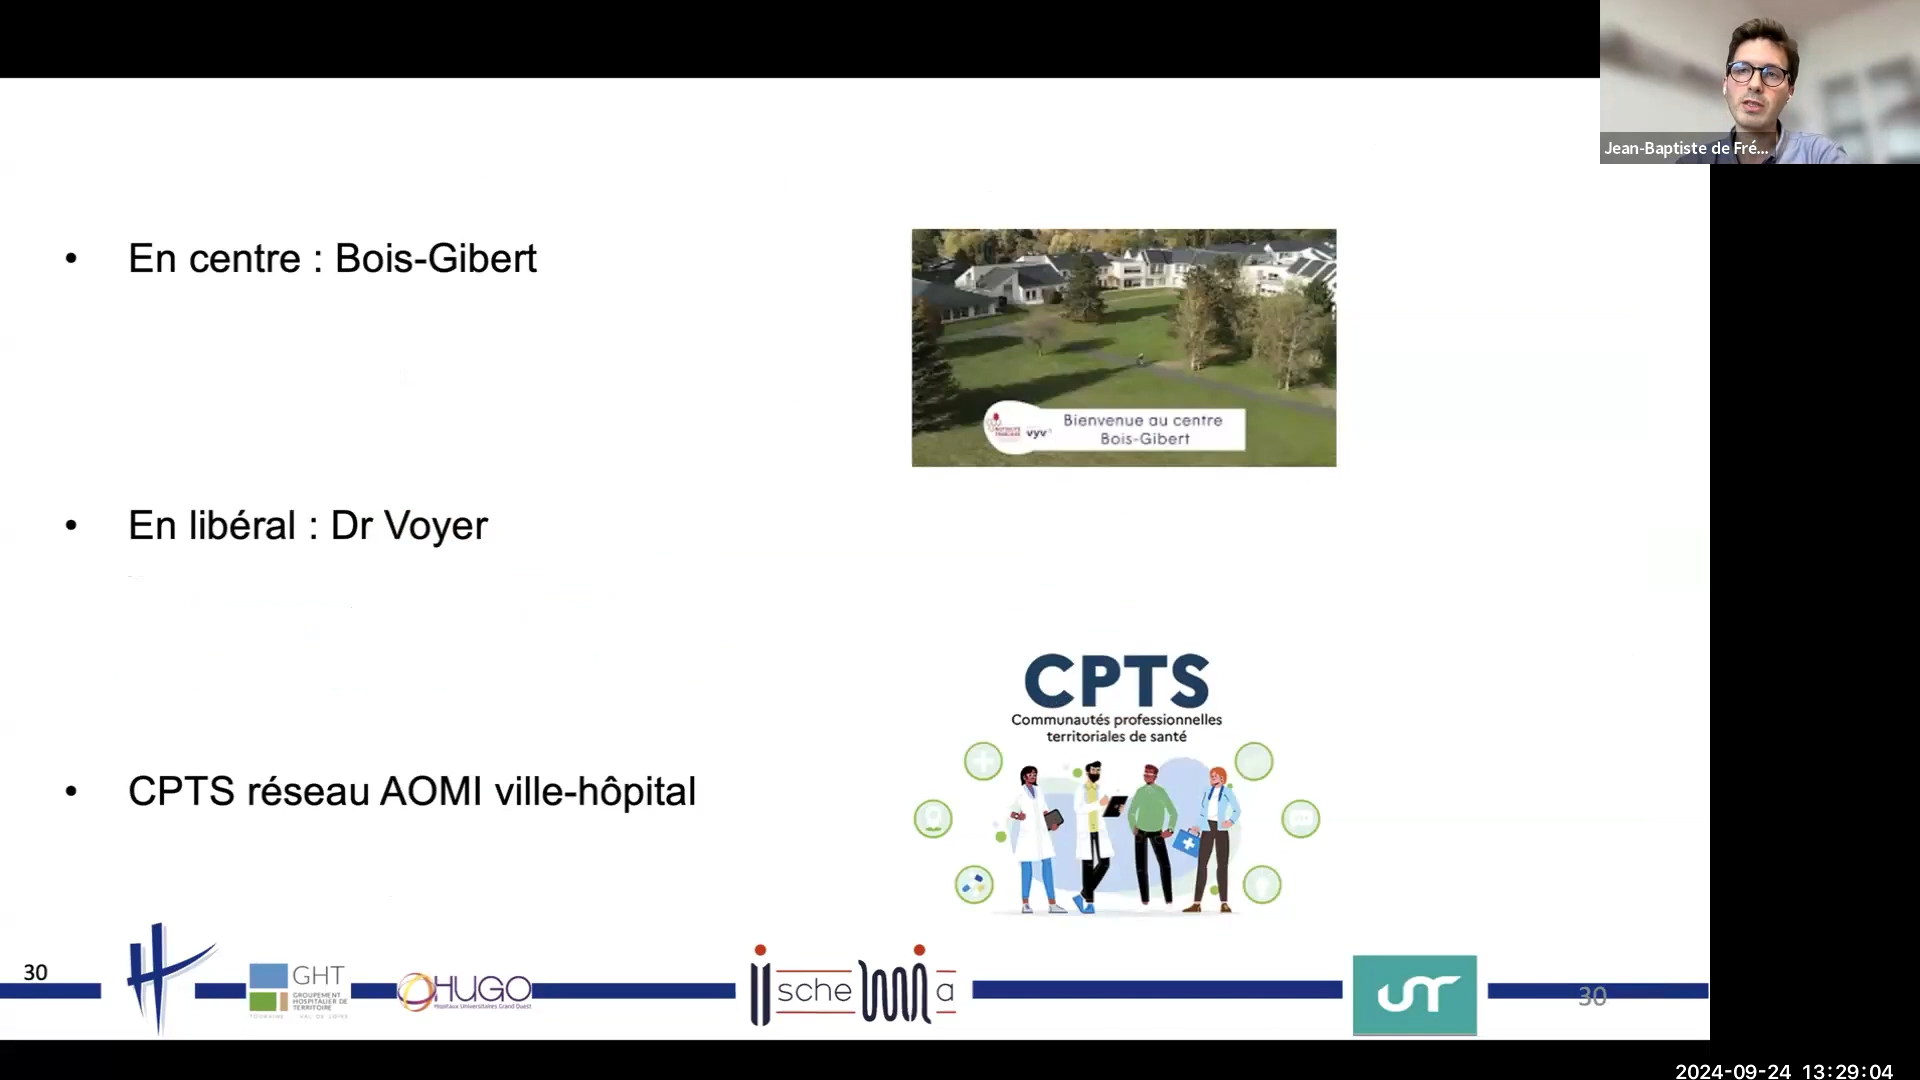 Jean-Baptiste de Fré...
• En centre : Bois-Gibert
Bienvenue au centre
Bois-Gibert
vyv
• En libéral : Dr Voyer
CPTS
Communautés professionnelles
territoriales de santé
• CPTS réseau AOMI ville-hôpital
30
GHT
GROUPEMENT
HOSPITALIER DE
TERRITOIRE
TOURAINE - VAL DE LOIRE
HUGO
Hôpitaux Universitaires Grand Ouest
ischemia
30
2024-09-24 13:29:04